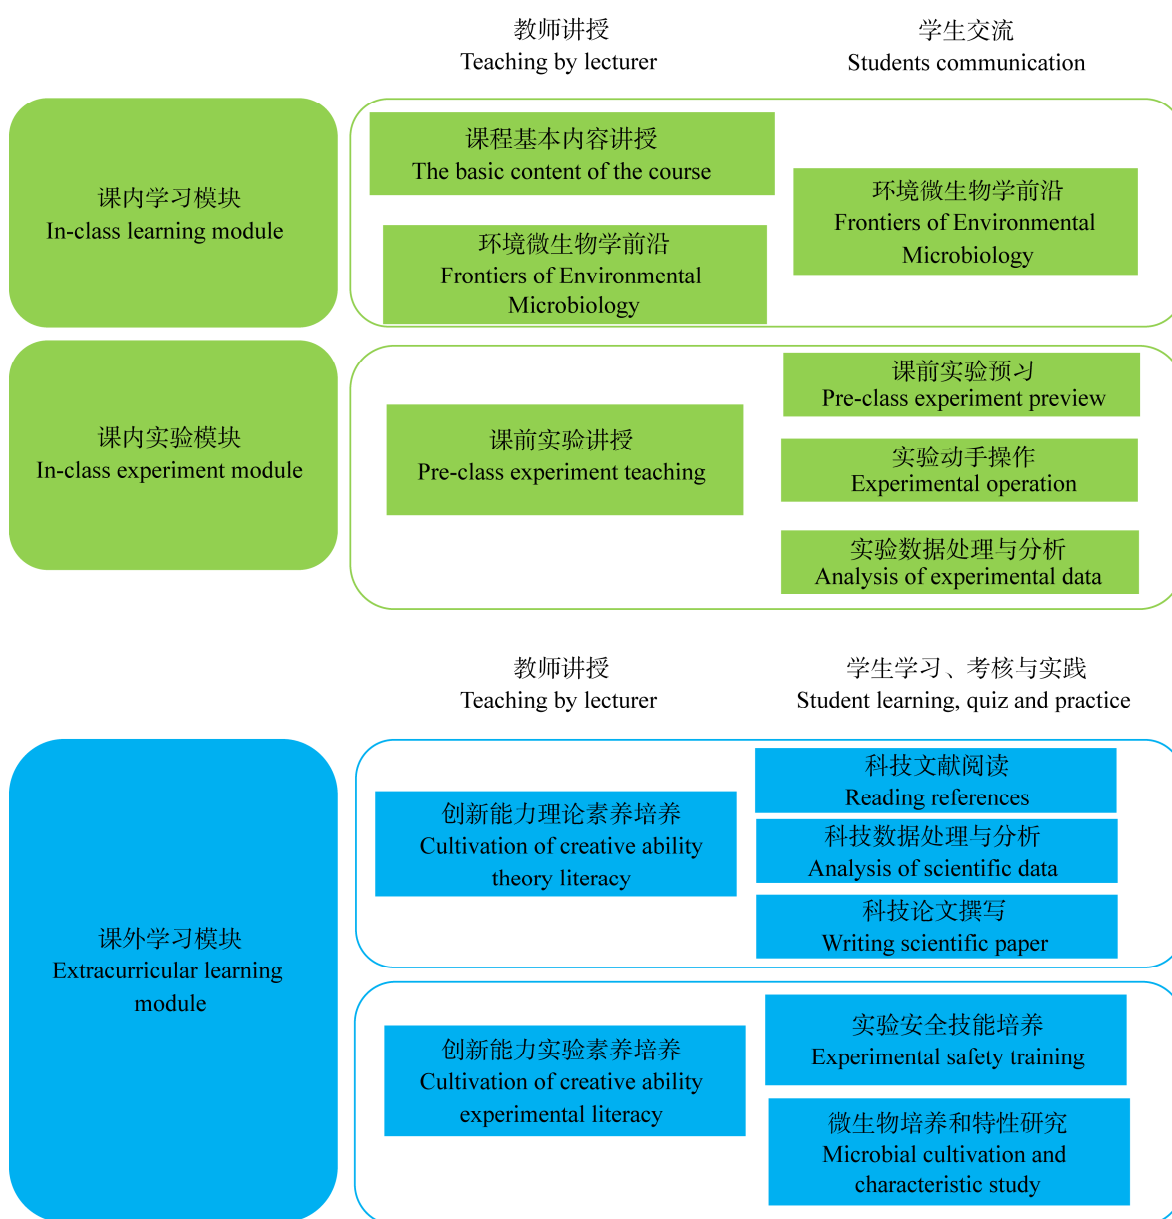 教师讲授
Teaching by lecturer
学生交流
Students communication
课内学习模块
In-class learning module
课程基本内容讲授
The basic content of the course
环境微生物学前沿
Frontiers of Environmental
Microbiology
环境微生物学前沿
Frontiers of Environmental
Microbiology
课内实验模块
In-class experiment module
课前实验讲授
Pre-class experiment teaching
课前实验预习
Pre-class experiment preview
实验动手操作
Experimental operation
实验数据处理与分析
Analysis of experimental data
教师讲授
Teaching by lecturer
学生学习、考核与实践
Student learning, quiz and practice
课外学习模块
Extracurricular learning
module
创新能力理论素养培养
Cultivation of creative ability
theory literacy
科技文献阅读
Reading references
科技数据处理与分析
Analysis of scientific data
科技论文撰写
Writing scientific paper
创新能力实验素养培养
Cultivation of creative ability
experimental literacy
实验安全技能培养
Experimental safety training
微生物培养和特性研究
Microbial cultivation and
characteristic study